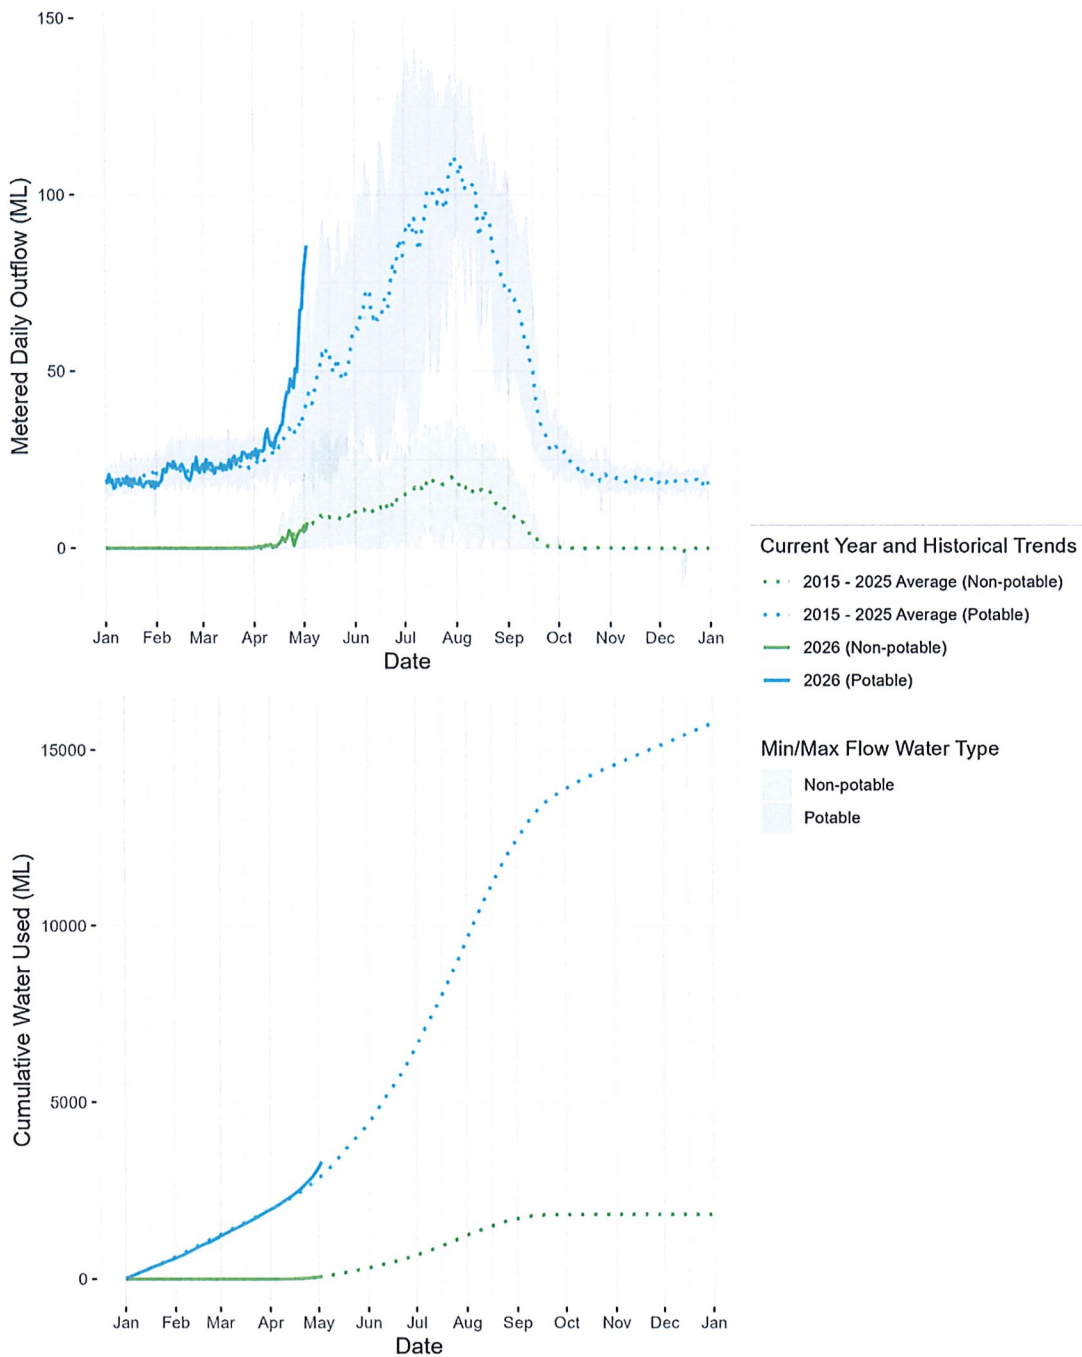 150
100
50
0
Metered Daily Outflow (ML)
Jan Feb Mar Apr May Jun Jul Aug Sep Oct Nov Dec Jan
Date
Current Year and Historical Trends
2015 - 2025 Average (Non-potable)
2015 - 2025 Average (Potable)
2026 (Non-potable)
2026 (Potable)
Min/Max Flow Water Type
Non-potable
Potable
15000
10000
5000
0
Cumulative Water Used (ML)
Jan Feb Mar Apr May Jun Jul Aug Sep Oct Nov Dec Jan
Date